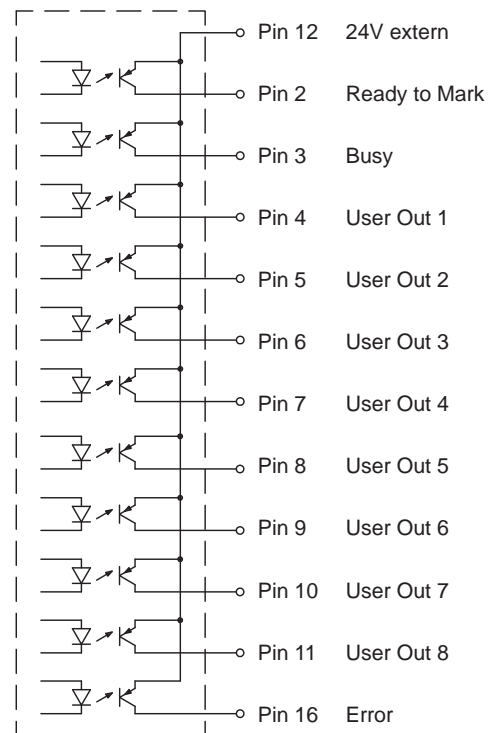 Pin 12 24V extern
Pin 2 Ready to Mark
Pin 3 Busy
Pin 4 User Out 1
Pin 5 User Out 2
Pin 6 User Out 3
Pin 7 User Out 4
Pin 8 User Out 5
Pin 9 User Out 6
Pin 10 User Out 7
Pin 11 User Out 8
Pin 16 Error